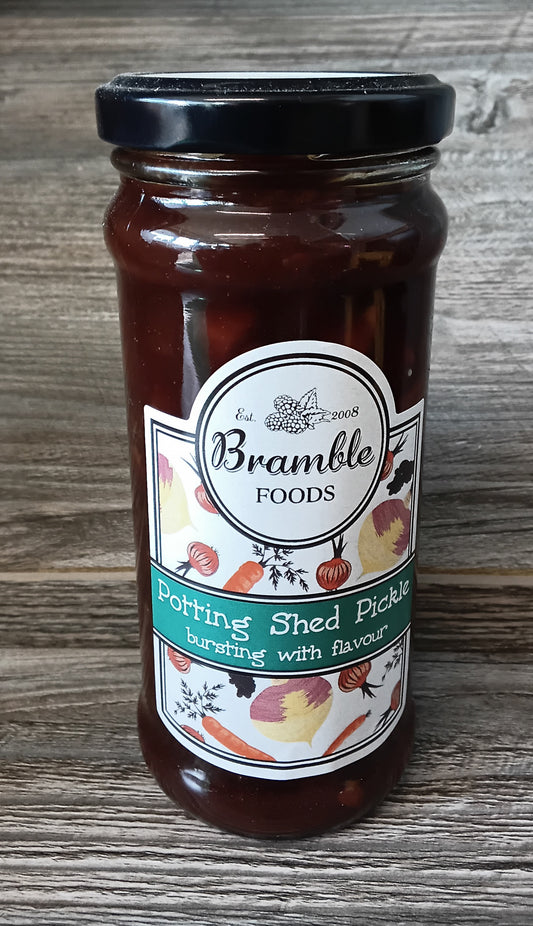 Est. 2008
Bramble
FOODS
Potting Shed Pickle
bursting with flavour